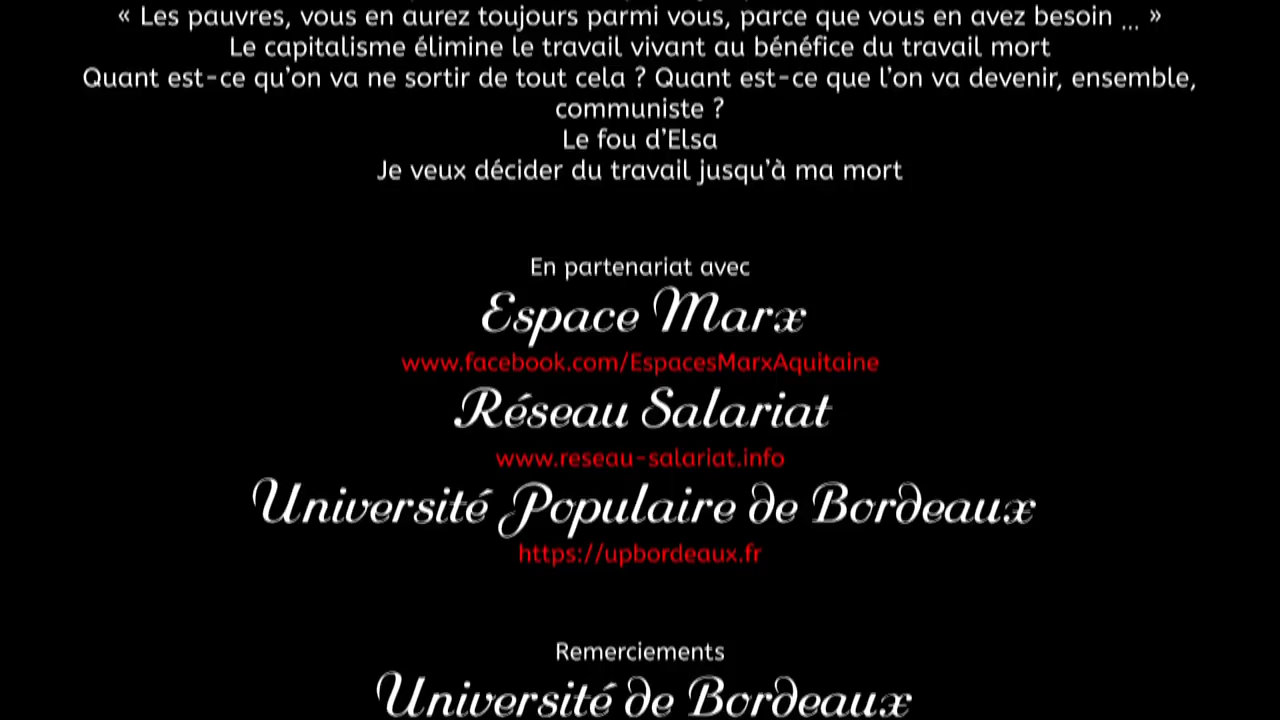 « Les pauvres, vous en aurez toujours parmi vous, parce que vous en avez besoin ... »
Le capitalisme élimine le travail vivant au bénéfice du travail mort
Quant est-ce qu'on va ne sortir de tout cela ? Quant est-ce que l'on va devenir, ensemble,
communiste ?
Le fou d'Elsa
Je veux décider du travail jusqu'à ma mort
En partenariat avec
Espace Marx
www.facebook.com/EspacesMarxAquitaine
Réseau Salariat
www.reseau-salariat.info
Université Populaire de Bordeaux
https://upbordeaux.fr
Remerciements
Université de Bordeaux